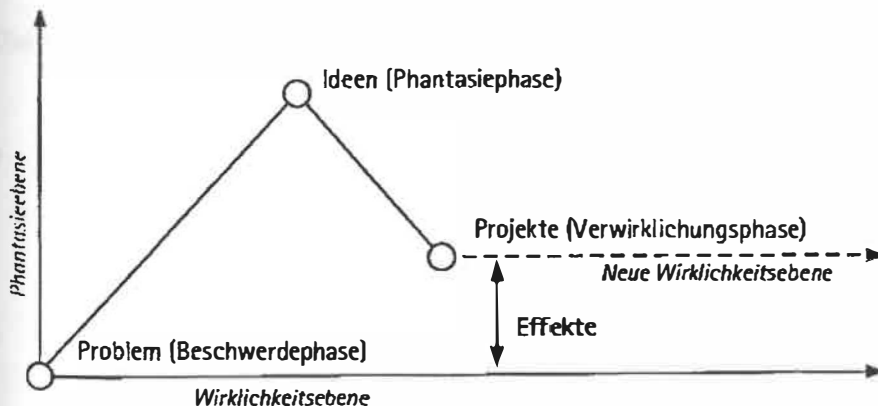 Ideen (Phantasiephase)
Phantasieebene
Projekte (Verwirklichungsphase)
Neue Wirklichkeitsebene
Effekte
Problem (Beschwerdephase)
Wirklichkeitsebene